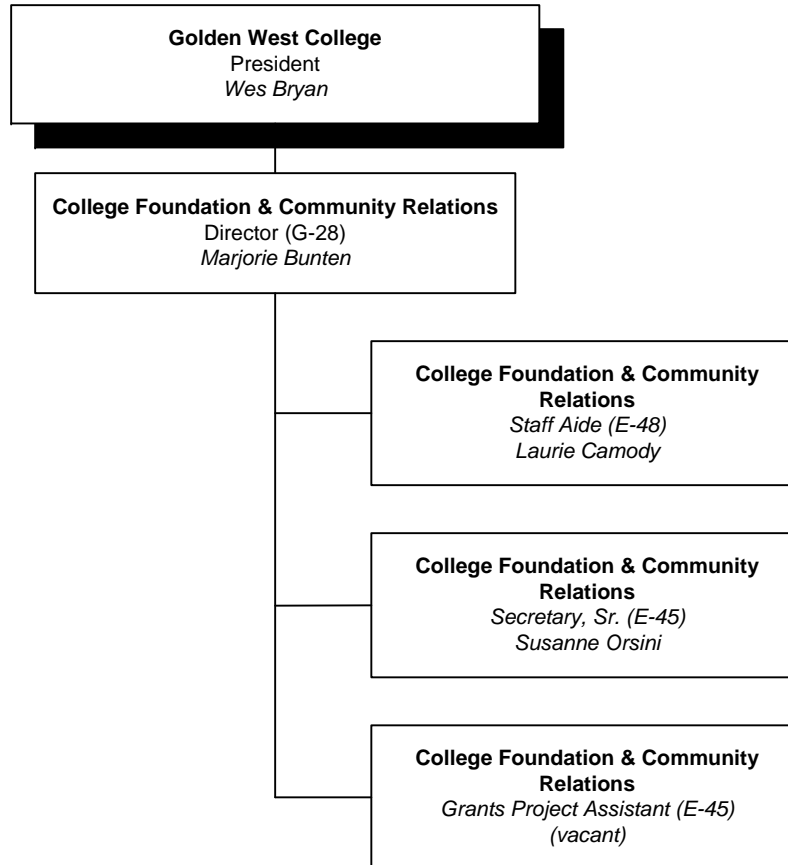 Golden West College
President
Wes Bryan
College Foundation & Community Relations
Director (G-28)
Marjorie Bunten
College Foundation & Community
Relations
Staff Aide (E-48)
Laurie Camody
College Foundation & Community
Relations
Secretary, Sr. (E-45)
Susanne Orsini
College Foundation & Community
Relations
Grants Project Assistant (E-45)
(vacant)